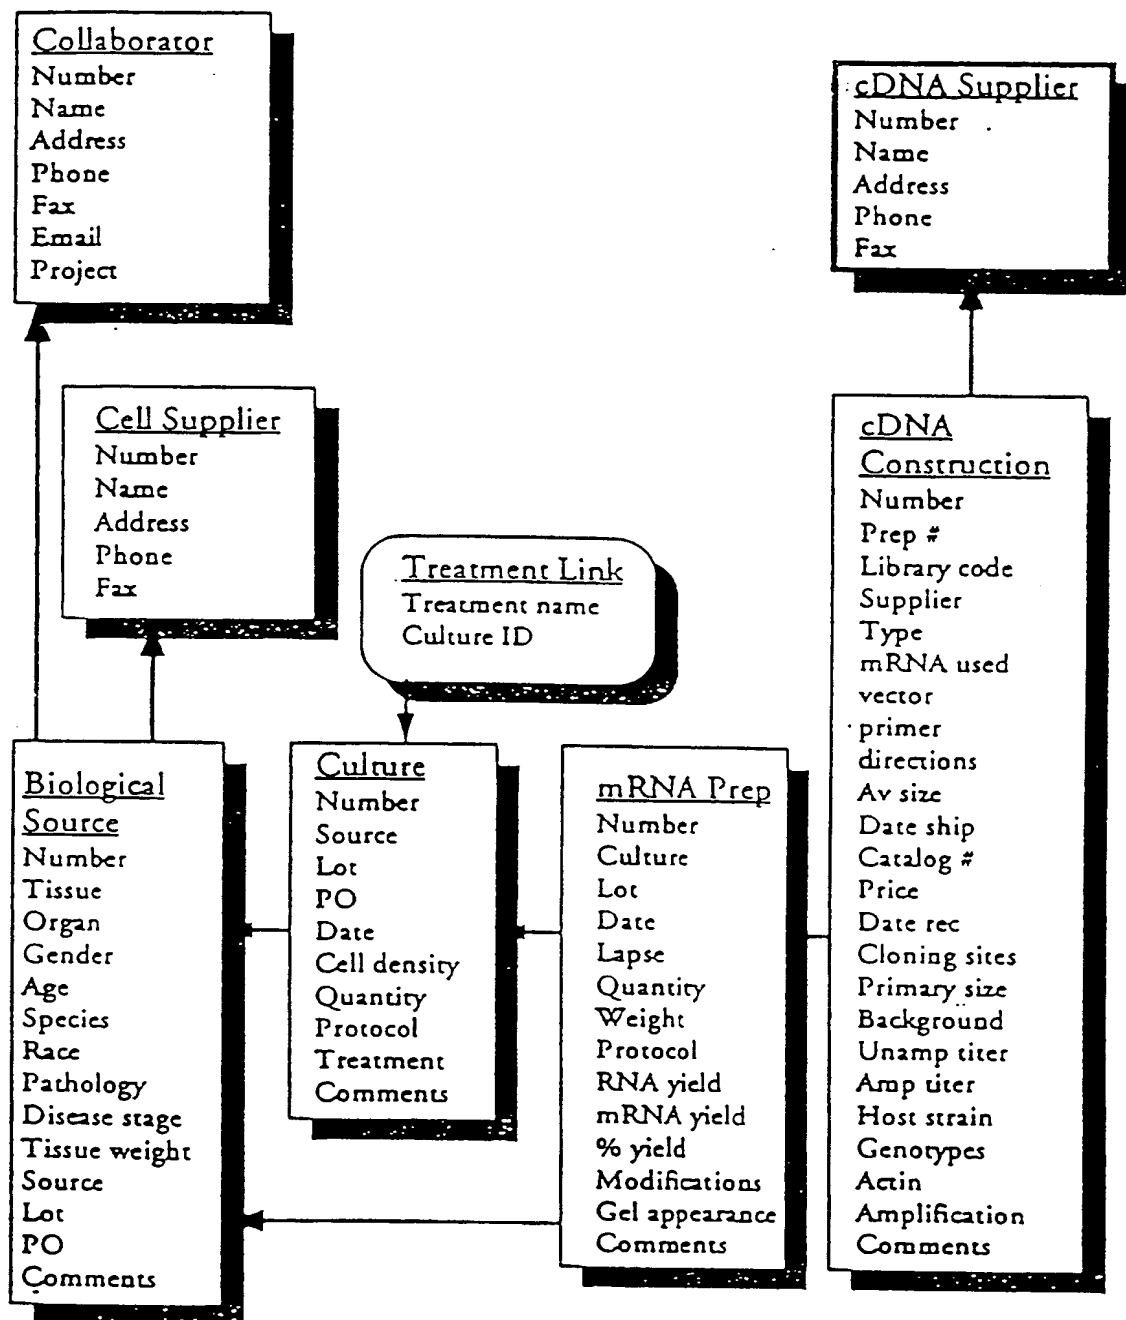 Collaborator
Number
Name
Address
Phone
Fax
Email
Project
cDNA Supplier
Number
Name
Address
Phone
Fax
Cell Supplier
Number
Name
Address
Phone
Fax
Treatment Link
Treatment name
Culture ID
Biological
Source
Number
Tissue
Organ
Gender
Age
Species
Race
Pathology
Disease stage
Tissue weight
Source
Lot
PO
Comments
Culture
Number
Source
Lot
PO
Date
Cell density
Quantity
Protocol
Treatment
Comments
mRNA Prep
Number
Culture
Lot
Date
Lapse
Quantity
Weight
Protocol
RNA yield
mRNA yield
% yield
Modifications
Gel appearance
Comments
cDNA
Construction
Number
Prep #
Library code
Supplier
Type
mRNA used
vector
primer
directions
Av size
Date ship
Catalog #
Price
Date rec
Cloning sites
Primary size
Background
Unamp titer
Amp titer
Host strain
Genotypes
Actin
Amplification
Comments